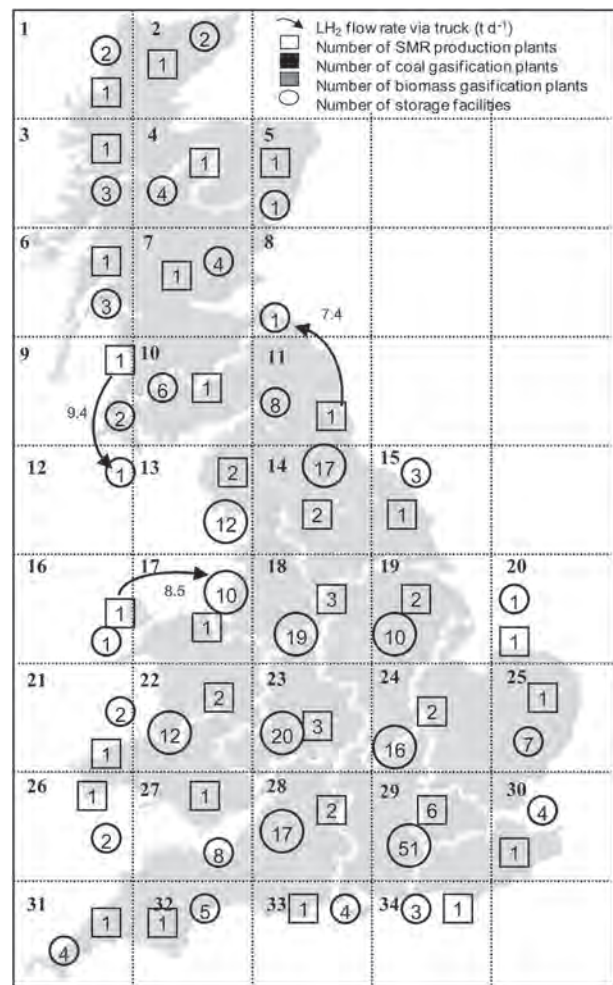 LH2 flow rate via truck (t d-1)
Number of SMR production plants
Number of coal gasification plants
Number of biomass gasification plants
Number of storage facilities
1 2 2 2
1 1
3 4 5
1 1 1
3 4 1
6 7 8
1 1 4
3 1 7.4
9 1 10 11
6 1 8 1
9.4 2
12 1 13 2 14 17 15 3
12 2 1
16 17 10 18 19 20
1 8.5 3 2 1
1 1 19 10 1
21 22 23 24 25
2 2 3 2 1
1 12 20 16 7
26 27 28 29 30
1 1 2 6 4
2 8 17 51 1
31 32 5 33 1 4 34 3 1
1 1
4